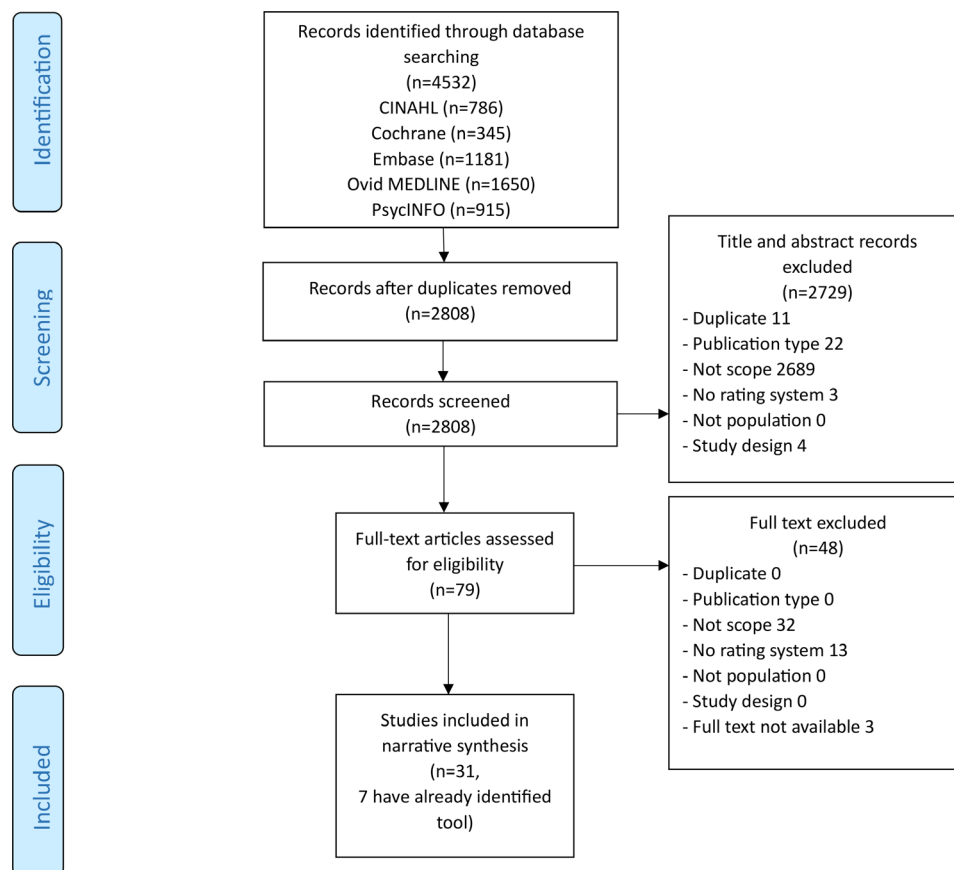 Identification
Records identified through database
searching
(n=4532)
CINAHL (n=786)
Cochrane (n=345)
Embase (n=1181)
Ovid MEDLINE (n=1650)
PsycINFO (n=915)
Screening
Records after duplicates removed
(n=2808)
Records screened
(n=2808)
Title and abstract records
excluded
(n=2729)
- Duplicate 11
- Publication type 22
- Not scope 2689
- No rating system 3
- Not population 0
- Study design 4
Eligibility
Full-text articles assessed
for eligibility
(n=79)
Full text excluded
(n=48)
- Duplicate 0
- Publication type 0
- Not scope 32
- No rating system 13
- Not population 0
- Study design 0
- Full text not available 3
Included
Studies included in
narrative synthesis
(n=31,
7 have already identified
tool)